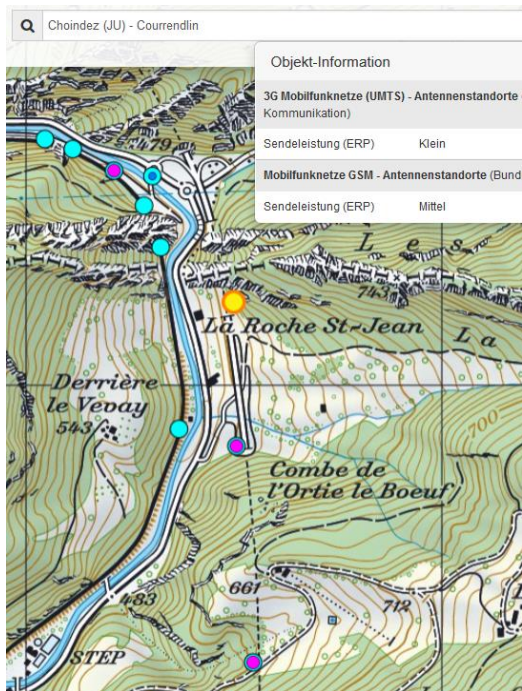 Choindez (JU) - Courrendlin
Objekt-Information
3G Mobilfunknetze (UMTS) - Antennenstandorte
Kommunikation)
Sendeleistung (ERP) Klein
Mobilfunknetze GSM - Antennenstandorte (Bund
Sendeleistung (ERP) Mittel
479
Les
743
La Roche St-Jean
La
Derrière
le Vevay
543
700
Combe de
l'Ortie le Boeuf
483
661
712
STEP